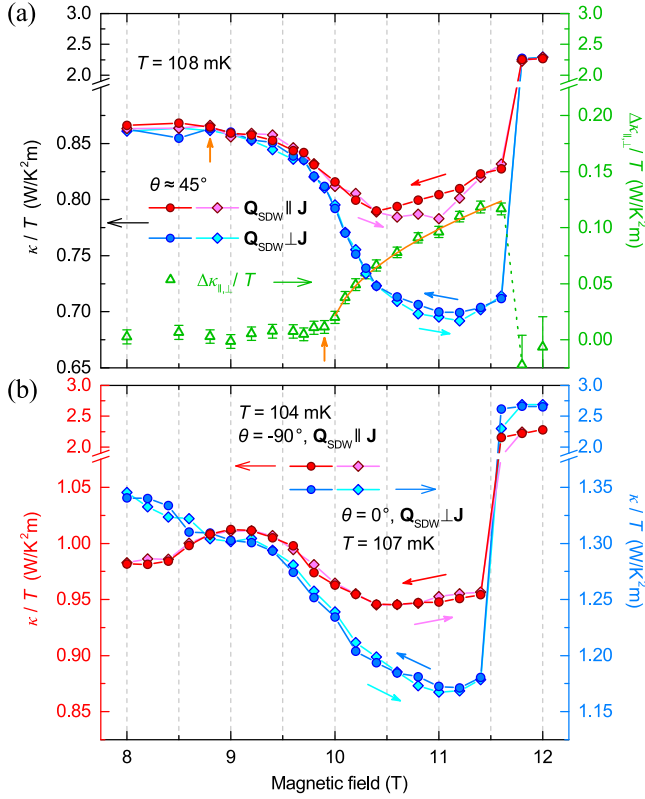 (a)
3.0
2.5
2.0
0.85
0.80
0.75
0.70
0.65
κ / T (W/K²m)
T = 108 mK
θ ≈ 45°
Q_SDW ∥ J
Q_SDW ⊥ J
Δκ_∥,⊥ / T
3.0
2.5
2.0
0.20
0.15
0.10
0.05
0.00
Δκ_∥,⊥ / T (W/K²m)
(b)
3.0
2.5
2.0
1.05
1.00
0.95
0.90
0.85
κ / T (W/K²m)
T = 104 mK
θ = -90°, Q_SDW ∥ J
θ = 0°, Q_SDW ⊥ J
T = 107 mK
3.0
2.5
2.0
1.35
1.30
1.25
1.20
1.15
κ / T (W/K²m)
8 9 10 11 12
Magnetic field (T)